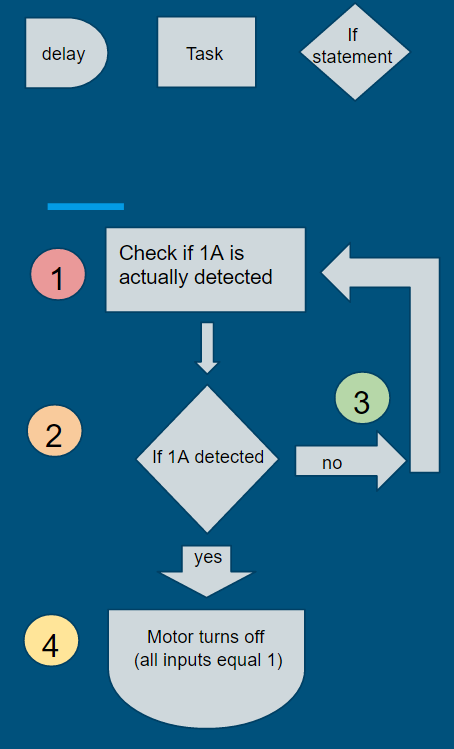 delay
Task
If
statement
1
Check if 1A is
actually detected
2
If 1A detected
3
no
yes
4
Motor turns off
(all inputs equal 1)